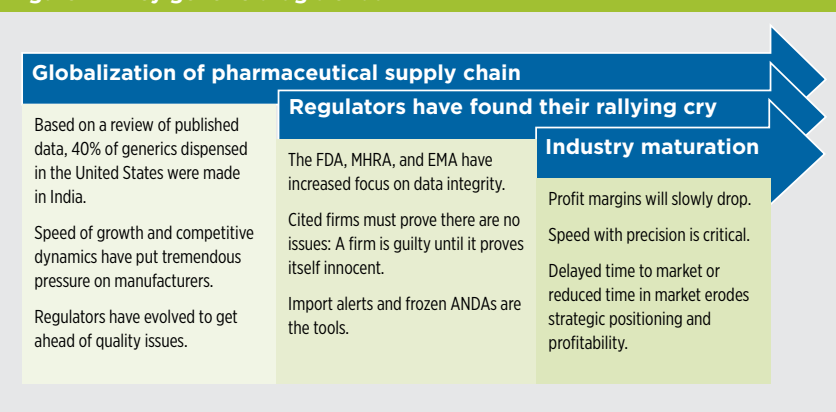 Globalization of pharmaceutical supply chain
Based on a review of published
data, 40% of generics dispensed
in the United States were made
in India.
Speed of growth and competitive
dynamics have put tremendous
pressure on manufacturers.
Regulators have evolved to get
ahead of quality issues.
Regulators have found their rallying cry
The FDA, MHRA, and EMA have
increased focus on data integrity.
Cited firms must prove there are no
issues: A firm is guilty until it proves
itself innocent.
Import alerts and frozen ANDAs are
the tools.
Industry maturation
Profit margins will slowly drop.
Speed with precision is critical.
Delayed time to market or
reduced time in market erodes
strategic positioning and
profitability.